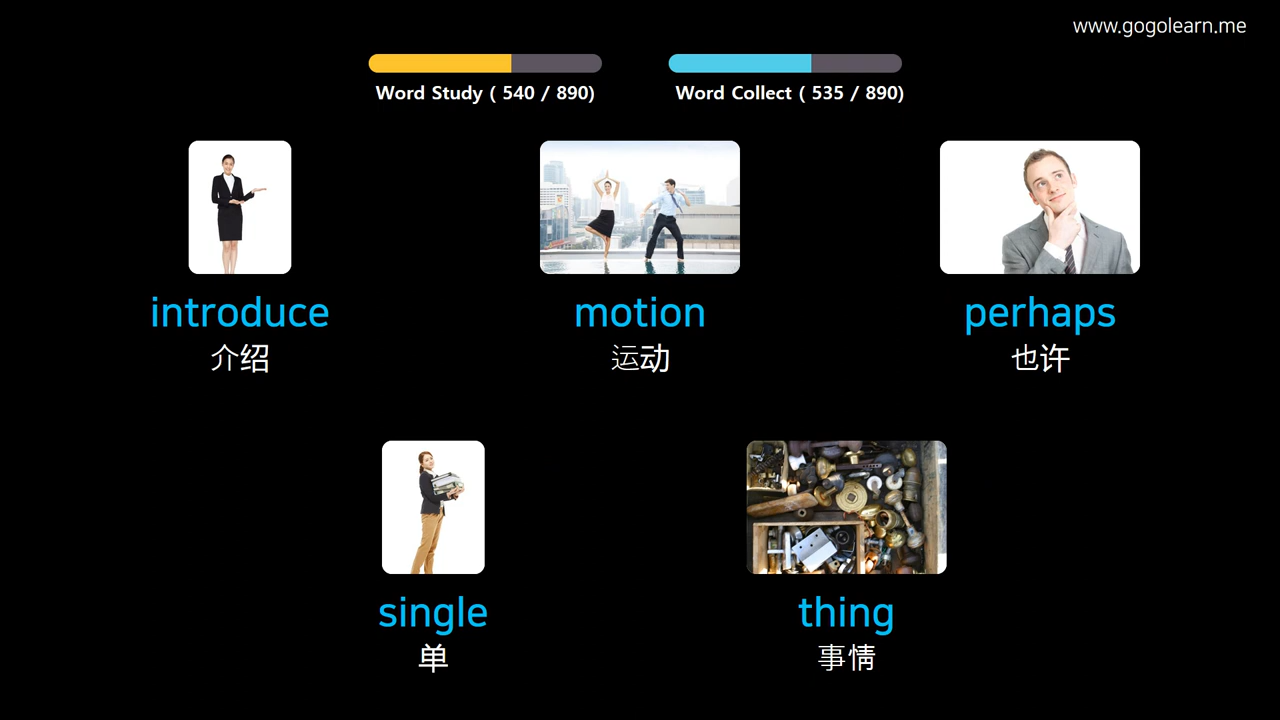 www.gogolearn.me
Word Study ( 540 / 890)
Word Collect ( 535 / 890)
introduce
介绍
motion
运动
perhaps
也许
single
单
thing
事情